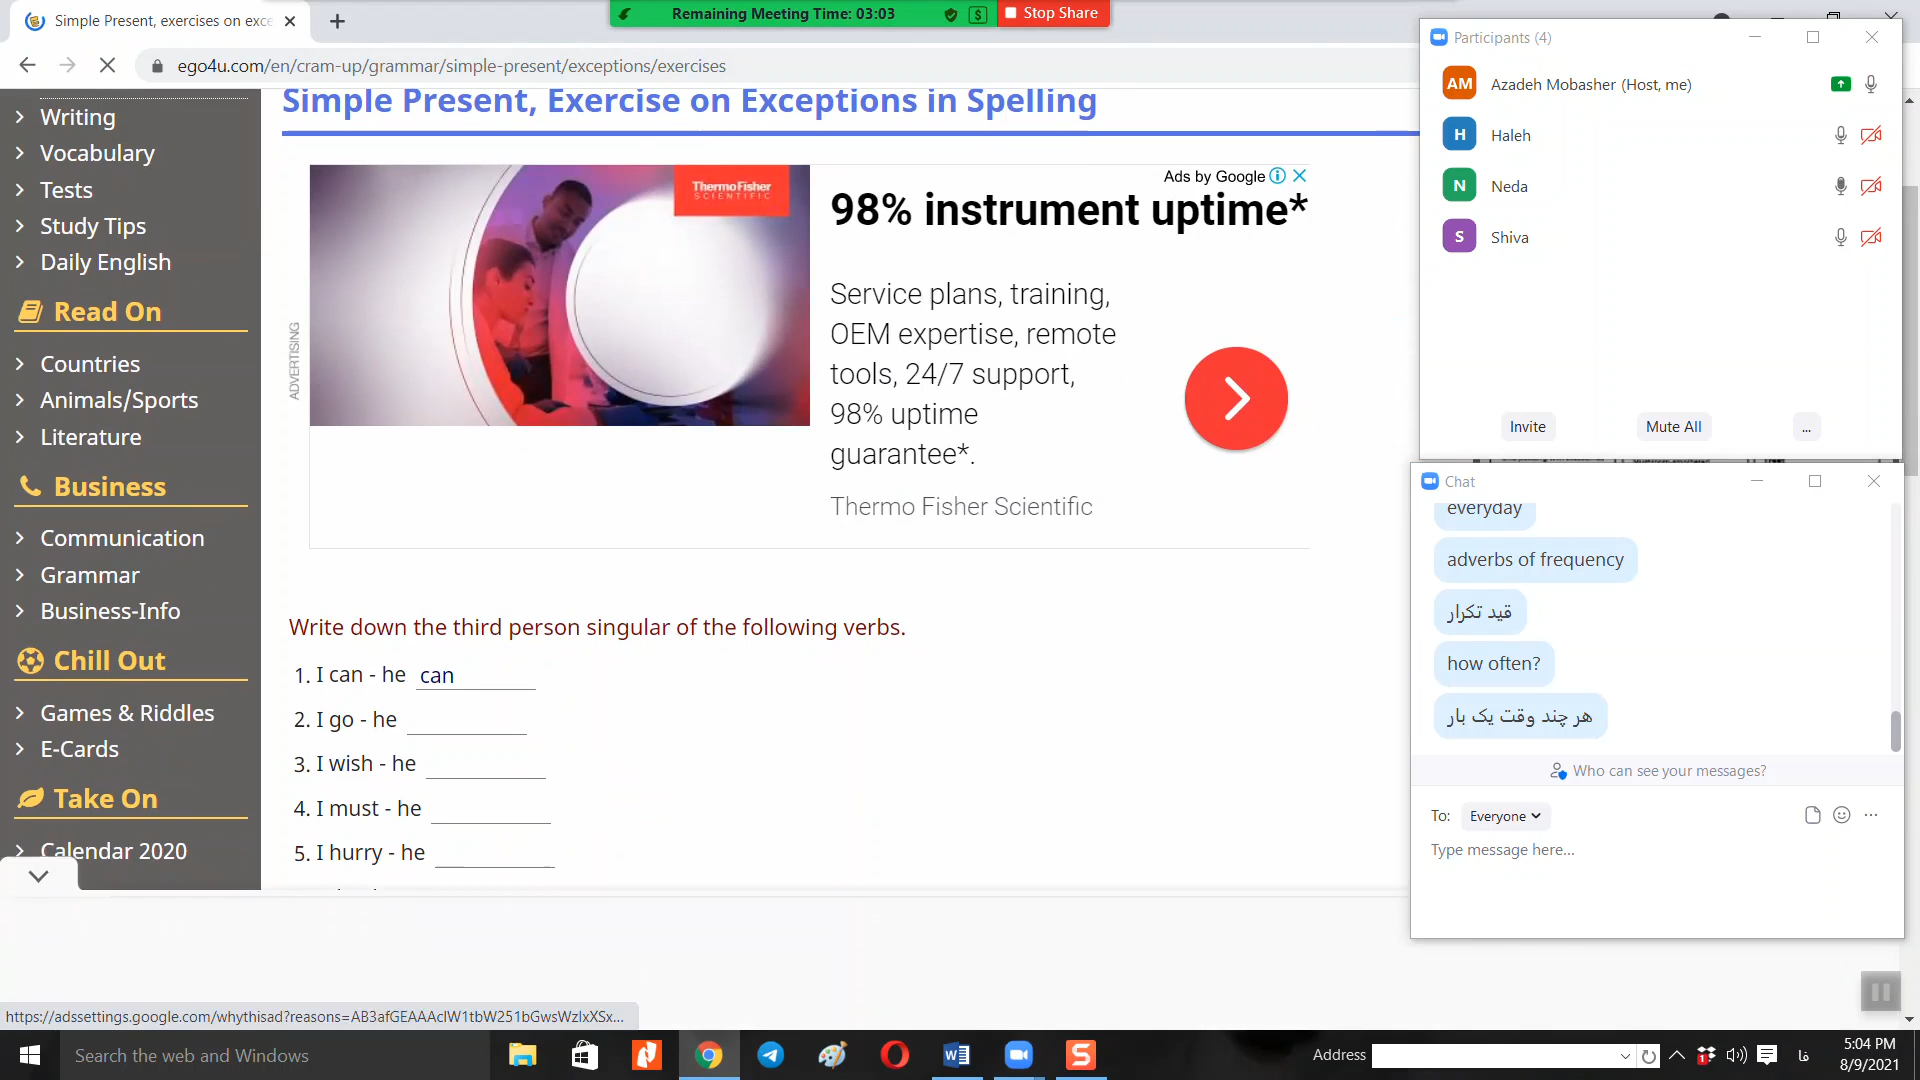 Simple Present, exercises on exce
Remaining Meeting Time: 03:03
Stop Share
ego4u.com/en/cram-up/grammar/simple-present/exceptions/exercises
Writing
Vocabulary
Tests
Study Tips
Daily English
Read On
Countries
Animals/Sports
Literature
Business
Communication
Grammar
Business-Info
Chill Out
Games & Riddles
E-Cards
Take On
Calendar 2020
Simple Present, Exercise on Exceptions in Spelling
ADVERTISING
ThermoFisher
SCIENTIFIC
Ads by Google
98% instrument uptime*
Service plans, training,
OEM expertise, remote
tools, 24/7 support,
98% uptime
guarantee*.
Thermo Fisher Scientific
Write down the third person singular of the following verbs.
1. I can - he can
2. I go - he
3. I wish - he
4. I must - he
5. I hurry - he
Participants (4)
AM Azadeh Mobasher (Host, me)
H Haleh
N Neda
S Shiva
Invite
Mute All
...
Chat
everyday
adverbs of frequency
قید تکرار
how often?
هر چند وقت یک بار
Who can see your messages?
To: Everyone
Type message here...
https://adssettings.google.com/whythisad?reasons=AB3afGEAAAclW1tbW251bGwsWzIxXSx...
Search the web and Windows
Address
فا
5:04 PM
8/9/2021